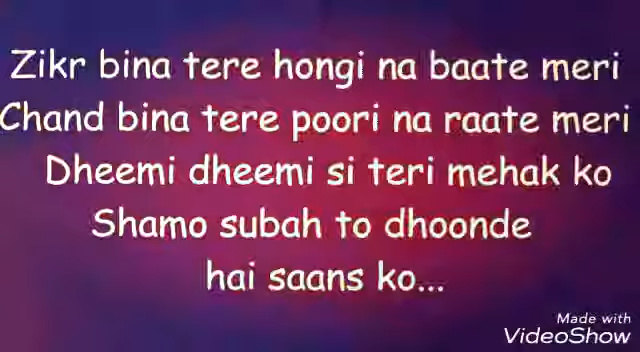 Zikr bina tere hongi na baate meri
Chand bina tere poori na raate meri
Dheemi dheemi si teri mehak ko
Shamo subah to dhoonde
hai saans ko...
Made with
VideoShow